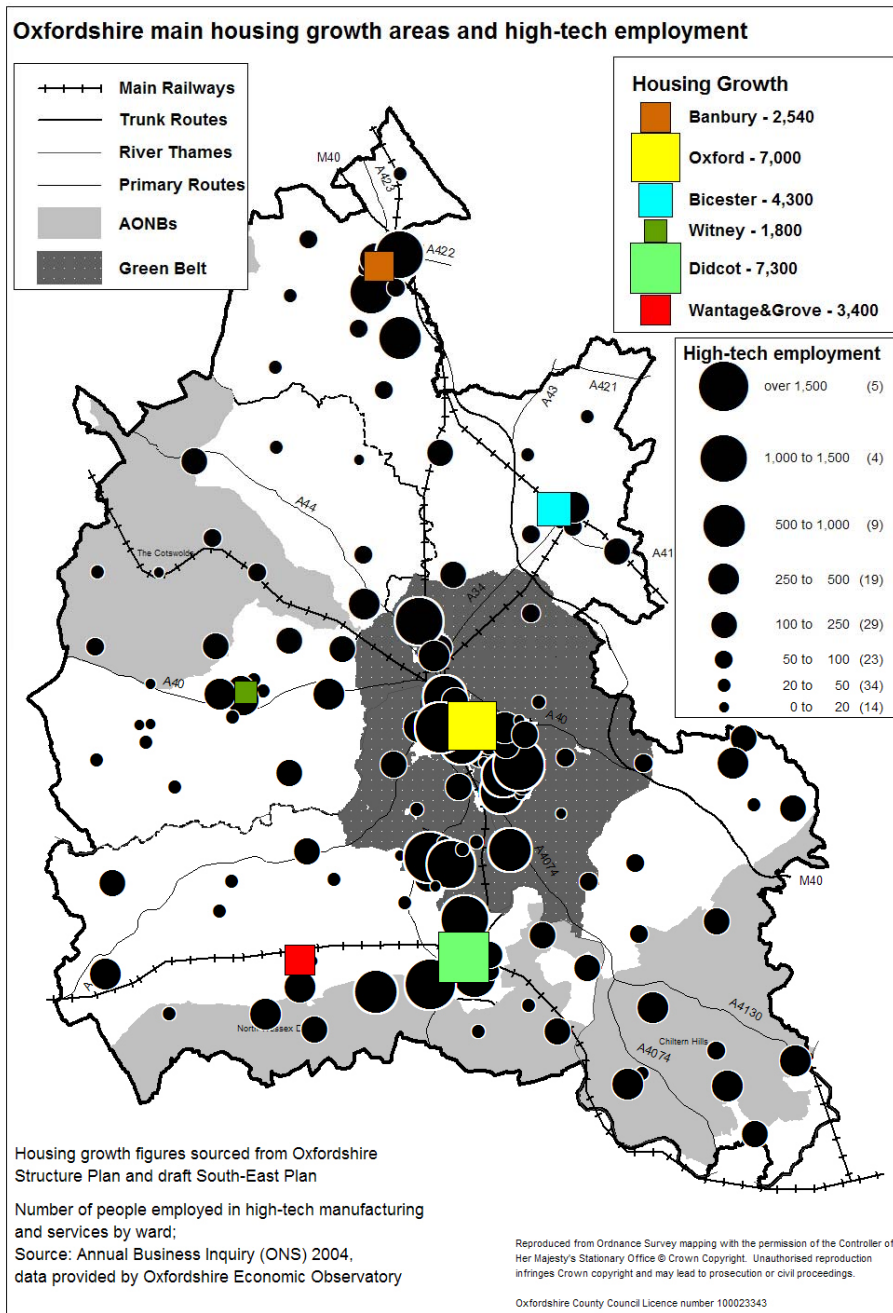 Oxfordshire main housing growth areas and high-tech employment
Main Railways
Trunk Routes
River Thames
Primary Routes
AONBs
Green Belt
Housing Growth
Banbury - 2,540
Oxford - 7,000
Bicester - 4,300
Witney - 1,800
Didcot - 7,300
Wantage&Grove - 3,400
High-tech employment
over 1,500 (5)
1,000 to 1,500 (4)
500 to 1,000 (9)
250 to 500 (19)
100 to 250 (29)
50 to 100 (23)
20 to 50 (34)
0 to 20 (14)
M40
A423
A422
A43
A421
A44
A41
The Cotswolds
A34
A40
A40
A4074
M40
A
North Wessex D
A4130
Chiltern Hills
A4074
Housing growth figures sourced from Oxfordshire
Structure Plan and draft South-East Plan
Number of people employed in high-tech manufacturing
and services by ward;
Source: Annual Business Inquiry (ONS) 2004,
data provided by Oxfordshire Economic Observatory
Reproduced from Ordnance Survey mapping with the permission of the Controller of
Her Majesty's Stationary Office © Crown Copyright. Unauthorised reproduction
infringes Crown copyright and may lead to prosecution or civil proceedings.
Oxfordshire County Council Licence number 100023343